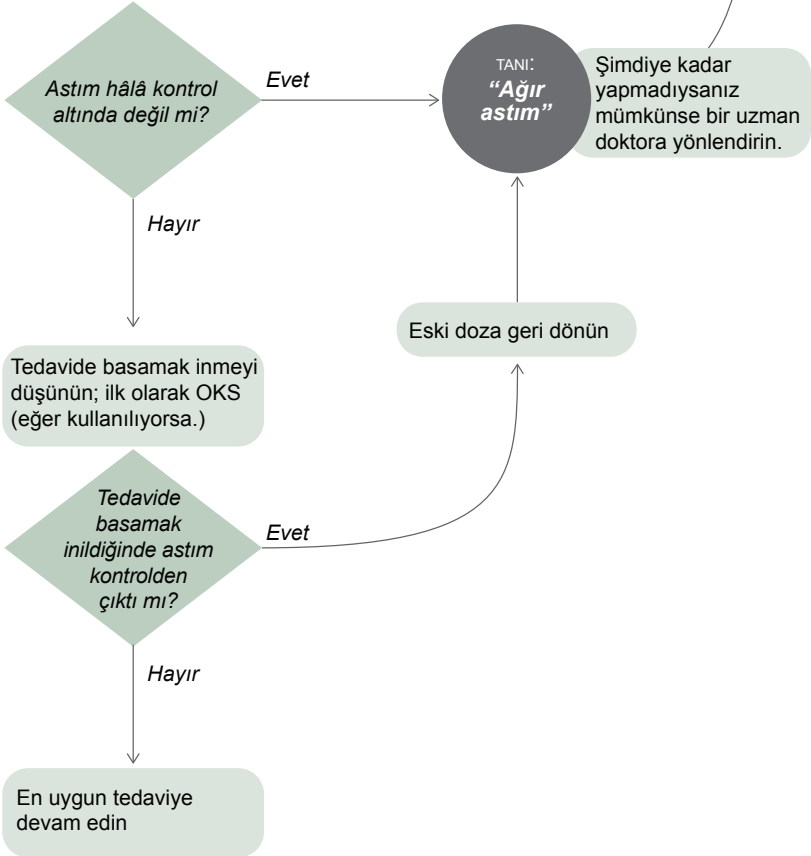 Astım hâlâ kontrol
altında değil mi?
Evet
TANI:
“Ağır
astım”
Şimdiye kadar
yapmadıysanız
mümkünse bir uzman
doktora yönlendirin.
Hayır
Eski doza geri dönün
Tedavide basamak inmeyi
düşünün; ilk olarak OKS
(eğer kullanılıyorsa.)
Tedavide
basamak
inildiğinde astım
kontrolden
çıktı mı?
Evet
Hayır
En uygun tedaviye
devam edin